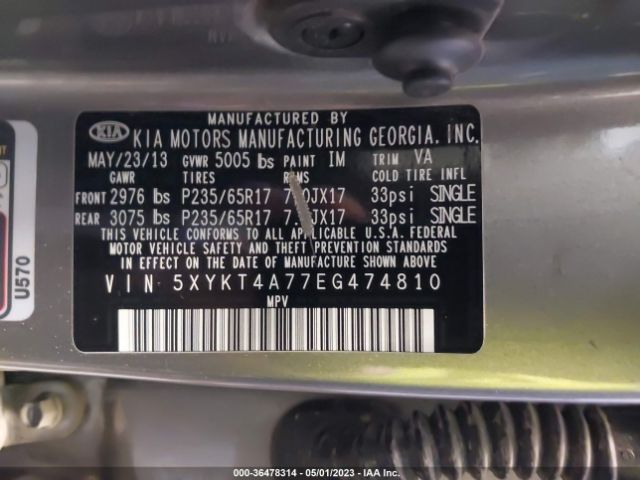 MANUFACTURED BY
KIA KIA MOTORS MANUFACTURING GEORGIA, INC.
MAY/23/13 GVWR 5005 lbs PAINT IM TRIM VA
GAWR TIRES RIMS COLD TIRE INFL
FRONT 2976 lbs P235/65R17 7.0JX17 33psi SINGLE
REAR 3075 lbs P235/65R17 7.0JX17 33psi SINGLE
THIS VEHICLE CONFORMS TO ALL APPLICABLE U.S.A. FEDERAL
MOTOR VEHICLE SAFETY AND THEFT PREVENTION STANDARDS
IN EFFECT ON THE DATE OF MANUFACTURE SHOWN ABOVE
VIN 5XYKT4A77EG474810
MPV
U570
000-36478314 - 05/01/2023 - IAA Inc.